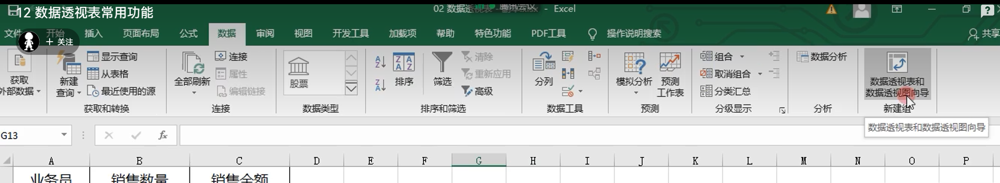 12 数据透视表常用功能
02 数据透视表 - 副本.xlsx - Excel
腾讯会议
文件 开始 插入 页面布局 公式 数据 审阅 视图 开发工具 加载项 帮助 特色功能 PDF工具 操作说明搜索 共享
+ 关注
获取
外部数据
新建
查询
显示查询
从表格
最近使用的源
获取和转换
全部刷新
连接
属性
编辑链接
连接
股票
数据类型
排序
筛选
清除
重新应用
高级
排序和筛选
分列
数据工具
模拟分析
预测
工作表
预测
组合
取消组合
分类汇总
分级显示
数据分析
分析
数据透视表和
数据透视图向导
新建组
数据透视表和数据透视图向导
G13
fx
A B C D E F G H I J K L M N O P
业务员 销售数量 销售金额